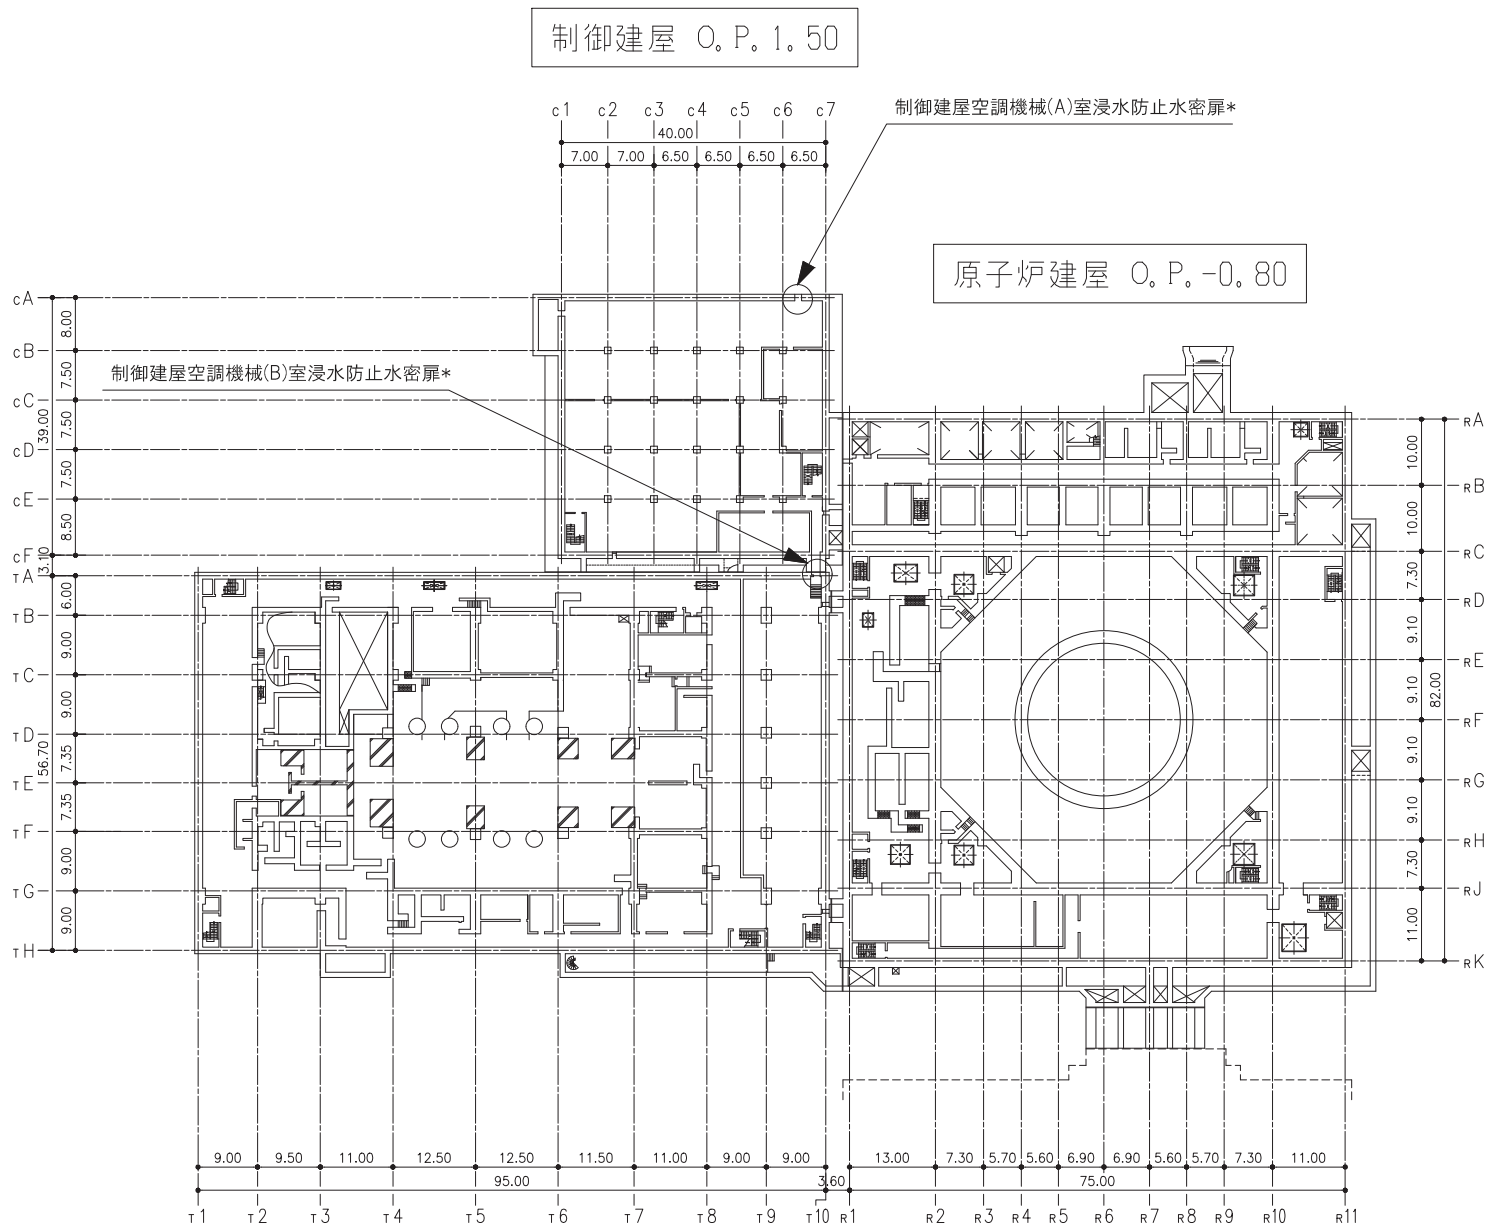 制御建屋 O.P.1.50
c1 c2 c3 c4 c5 c6 c7
40.00
7.00 7.00 6.50 6.50 6.50 6.50
制御建屋空調機械(A)室浸水防止水密扉*
原子炉建屋 O.P.-0.80
制御建屋空調機械(B)室浸水防止水密扉*
cA
cB
cC
cD
cE
cF
TA
TB
TC
TD
TE
TF
TG
TH
8.00
7.50
7.50
7.50
8.50
39.00
3.10
6.00
9.00
9.00
7.35
7.35
9.00
9.00
56.70
RA
RB
RC
RD
RE
RF
RG
RH
RJ
RK
10.00
10.00
7.30
9.10
9.10
9.10
9.10
7.30
11.00
82.00
9.00 9.50 11.00 12.50 12.50 11.50 11.00 9.00 9.00 13.00 7.30 5.70 5.60 6.90 6.90 5.60 5.70 7.30 11.00
95.00 3.60 75.00
T1 T2 T3 T4 T5 T6 T7 T8 T9 T10 R1 R2 R3 R4 R5 R6 R7 R8 R9 R10 R11